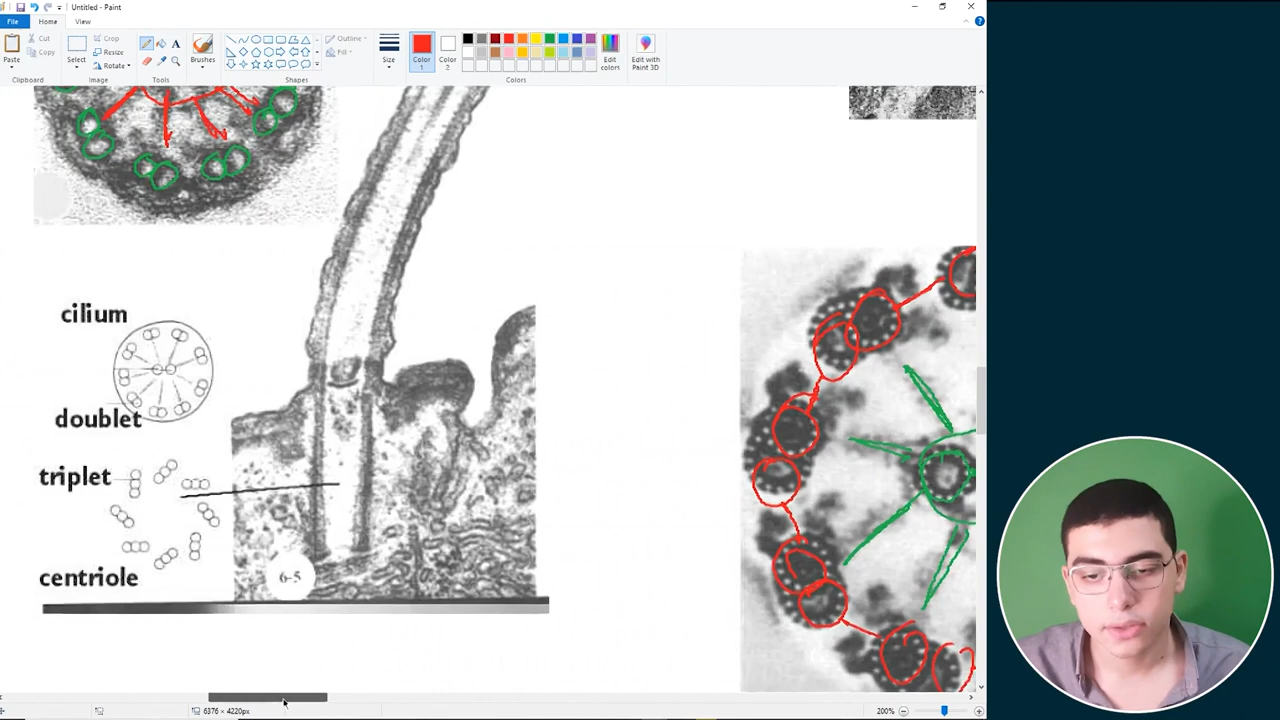 Untitled - Paint
File
Home
View
Paste
Cut
Copy
Clipboard
Select
Crop
Resize
Rotate
Image
A
Tools
Brushes
Outline
Fill
Shapes
Size
Color
1
Color
2
Edit
colors
Colors
Edit with
Paint 3D
cilium
doublet
triplet
centriole
6-5
6376 × 4220px
200%